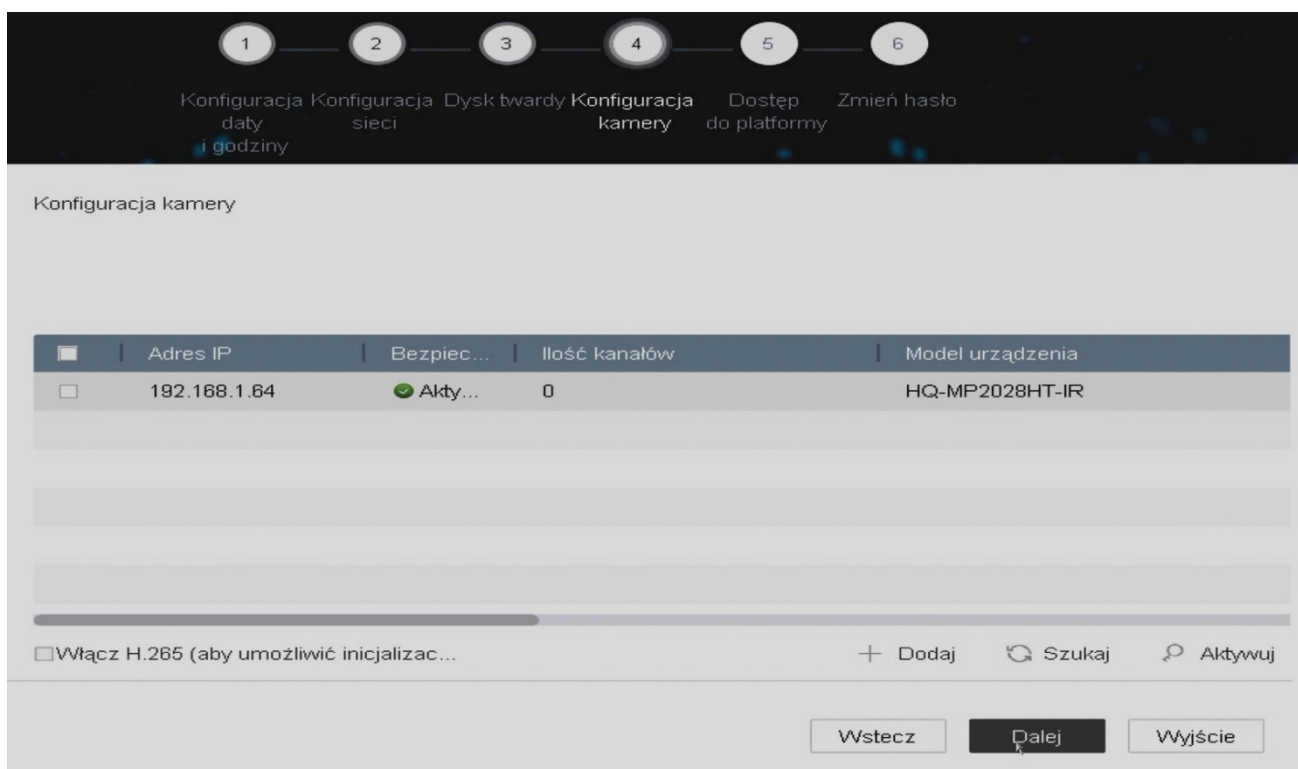 1 2 3 4 5 6
Konfiguracja daty i godziny
Konfiguracja sieci
Dysk twardy
Konfiguracja kamery
Dostęp do platformy
Zmień hasło
Konfiguracja kamery
Adres IP Bezpiec... Ilość kanałów Model urządzenia
192.168.1.64 Akty... 0 HQ-MP2028HT-IR
Włącz H.265 (aby umożliwić inicjalizac...
Dodaj Szukaj Aktywuj
Wstecz Dalej Wyjście